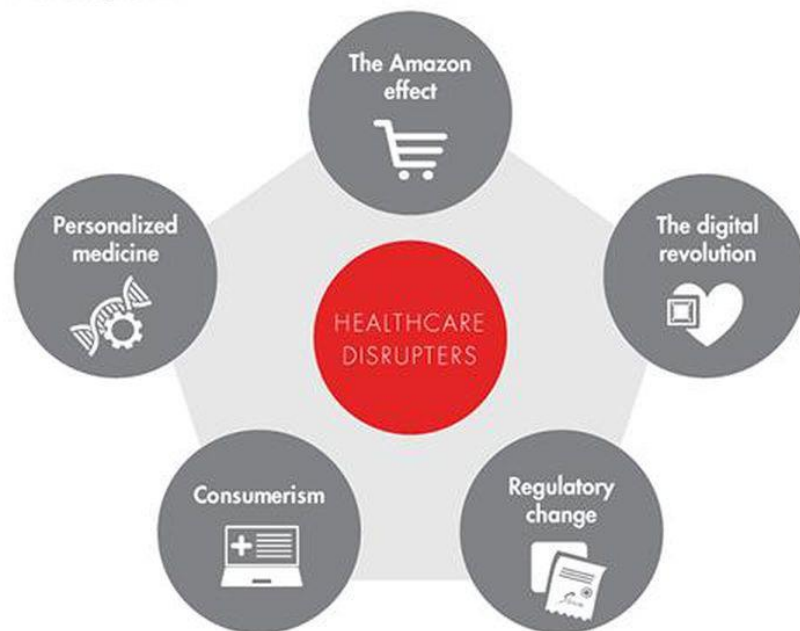 The Amazon
effect
Personalized
medicine
The digital
revolution
HEALTHCARE
DISRUPTERS
Consumerism
Regulatory
change